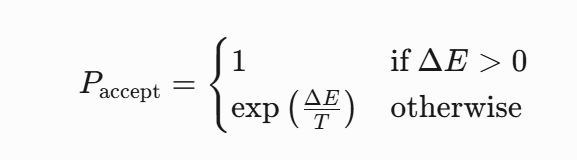 P_accept = { 1 if ΔE > 0
exp(ΔE/T) otherwise